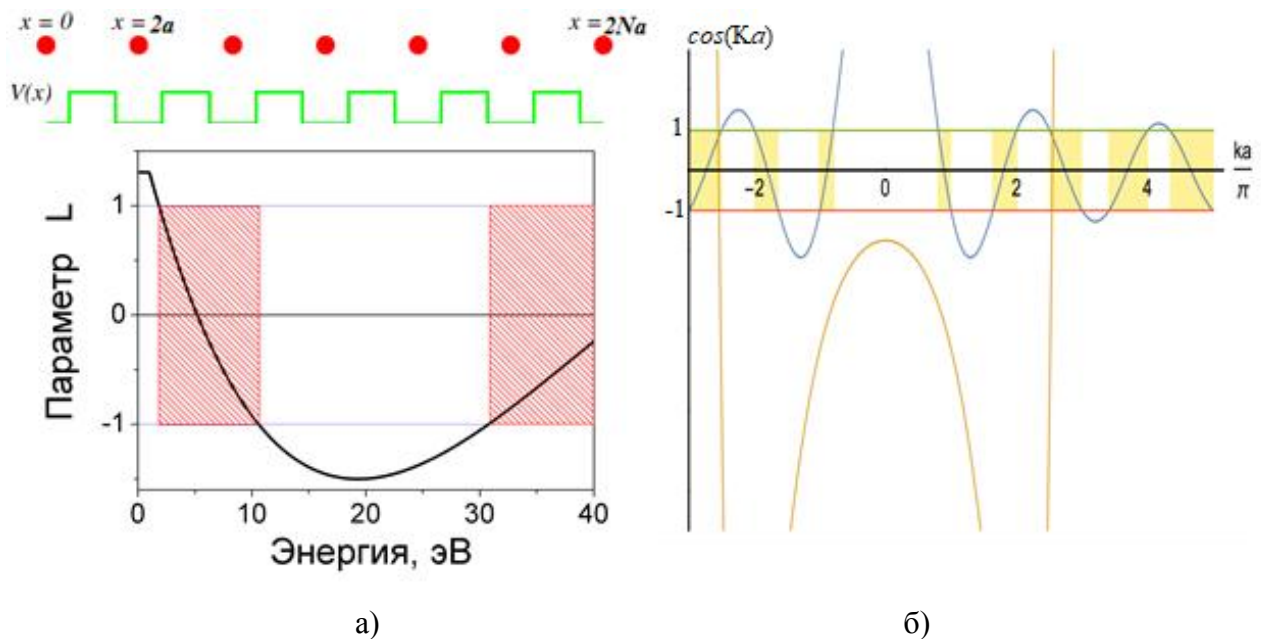 x = 0 x = 2a x = 2Na
V(x)
Параметр L
1
0
-1
0 10 20 30 40
Энергия, эВ
а)
cos(Ka)
1
-1
−2 0 2 4
ka
π
б)